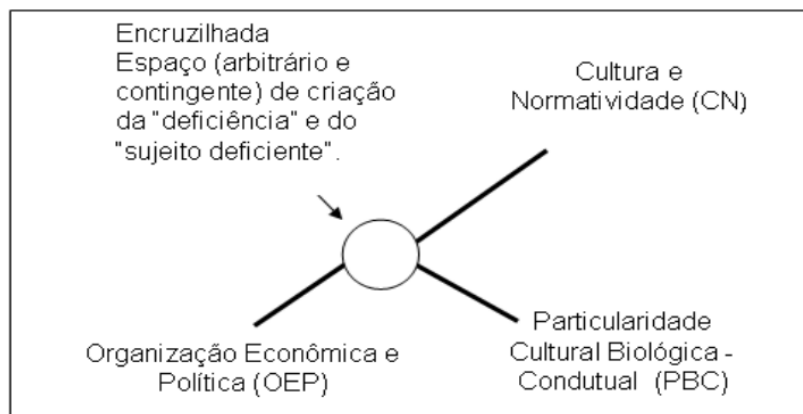 Encruzilhada
Espaço (arbitrário e
contingente) de criação
da "deficiência" e do
"sujeito deficiente".
Cultura e
Normatividade (CN)
Organização Econômica e
Política (OEP)
Particularidade
Cultural Biológica -
Condutual (PBC)